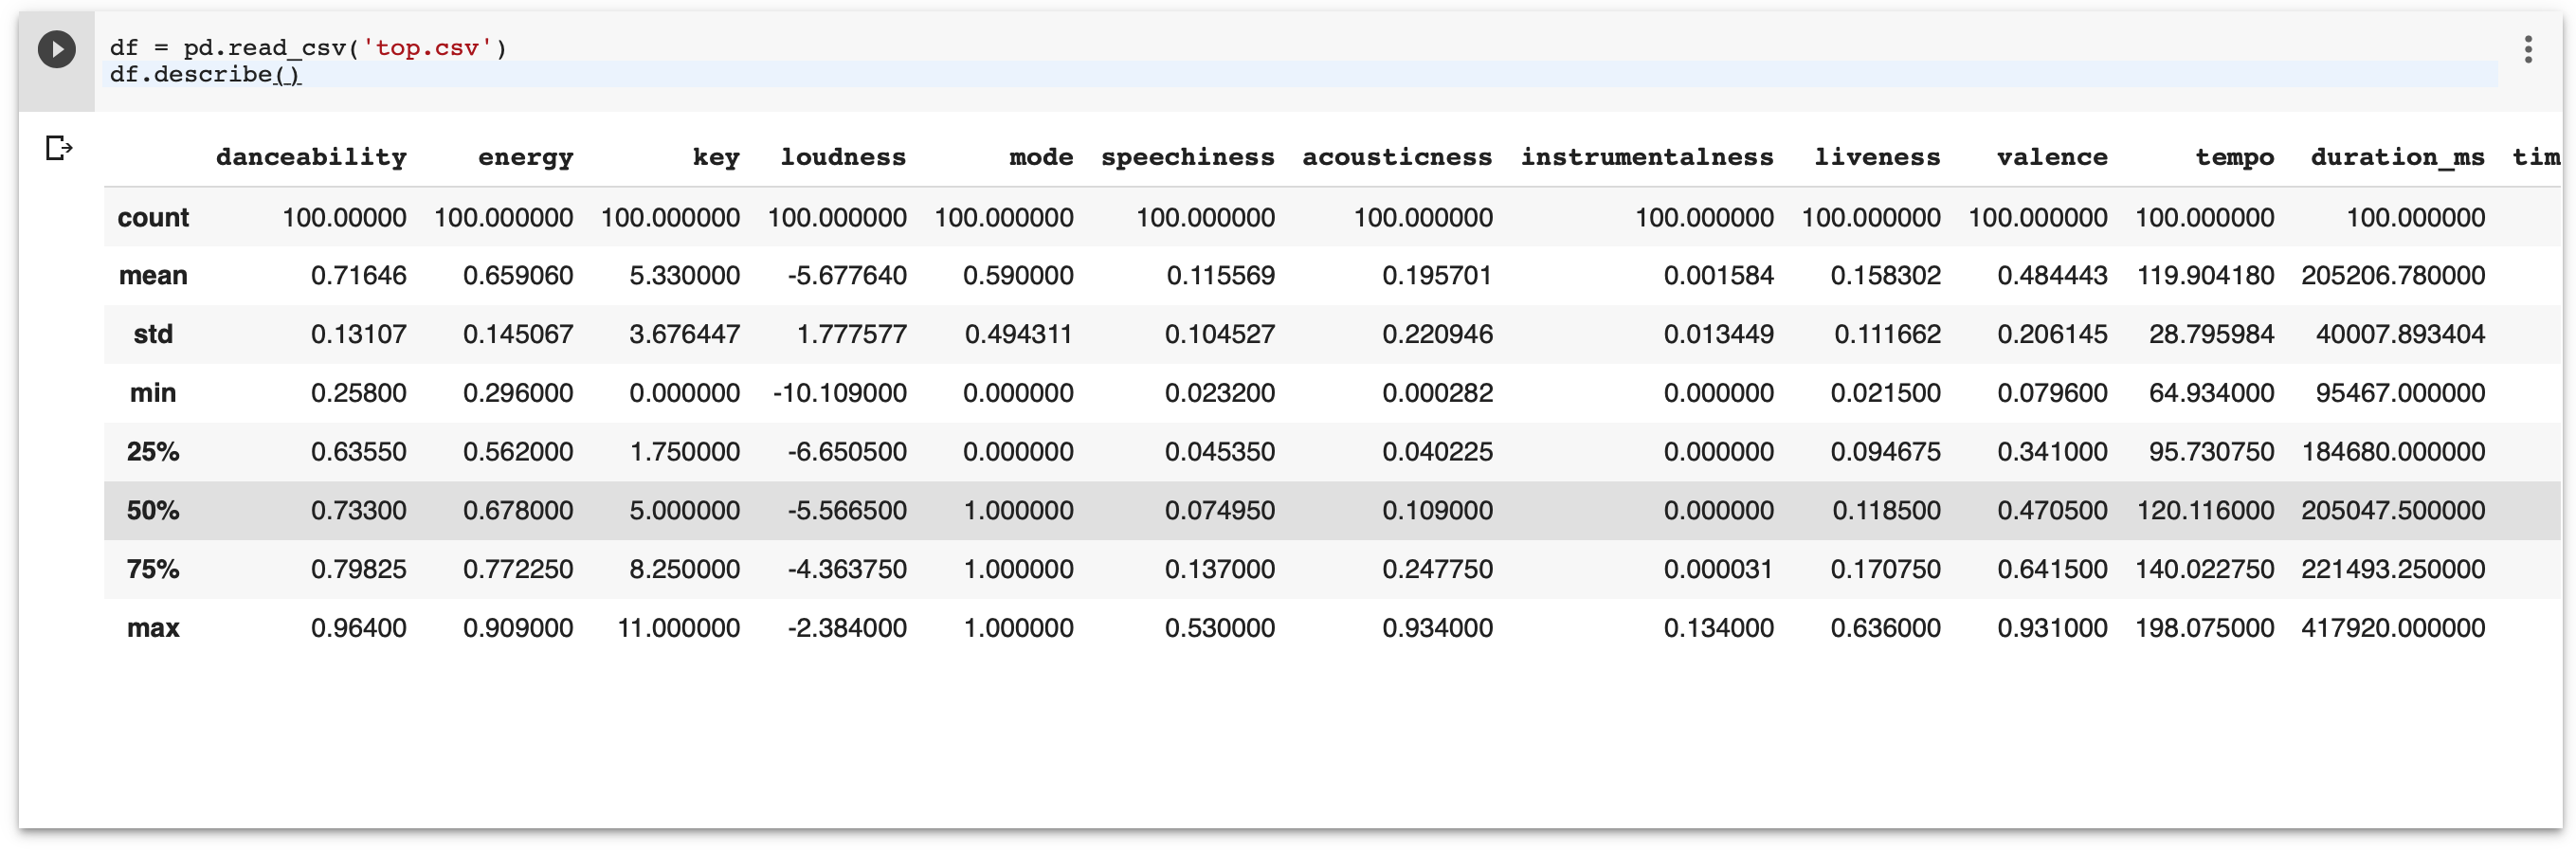 df = pd.read_csv('top.csv')
df.describe()
danceability energy key loudness mode speechiness acousticness instrumentalness liveness valence tempo duration_ms tim
count 100.00000 100.000000 100.000000 100.000000 100.000000 100.000000 100.000000 100.000000 100.000000 100.000000 100.000000 100.000000
mean 0.71646 0.659060 5.330000 -5.677640 0.590000 0.115569 0.195701 0.001584 0.158302 0.484443 119.904180 205206.780000
std 0.13107 0.145067 3.676447 1.777577 0.494311 0.104527 0.220946 0.013449 0.111662 0.206145 28.795984 40007.893404
min 0.25800 0.296000 0.000000 -10.109000 0.000000 0.023200 0.000282 0.000000 0.021500 0.079600 64.934000 95467.000000
25% 0.63550 0.562000 1.750000 -6.650500 0.000000 0.045350 0.040225 0.000000 0.094675 0.341000 95.730750 184680.000000
50% 0.73300 0.678000 5.000000 -5.566500 1.000000 0.074950 0.109000 0.000000 0.118500 0.470500 120.116000 205047.500000
75% 0.79825 0.772250 8.250000 -4.363750 1.000000 0.137000 0.247750 0.000031 0.170750 0.641500 140.022750 221493.250000
max 0.96400 0.909000 11.000000 -2.384000 1.000000 0.530000 0.934000 0.134000 0.636000 0.931000 198.075000 417920.000000